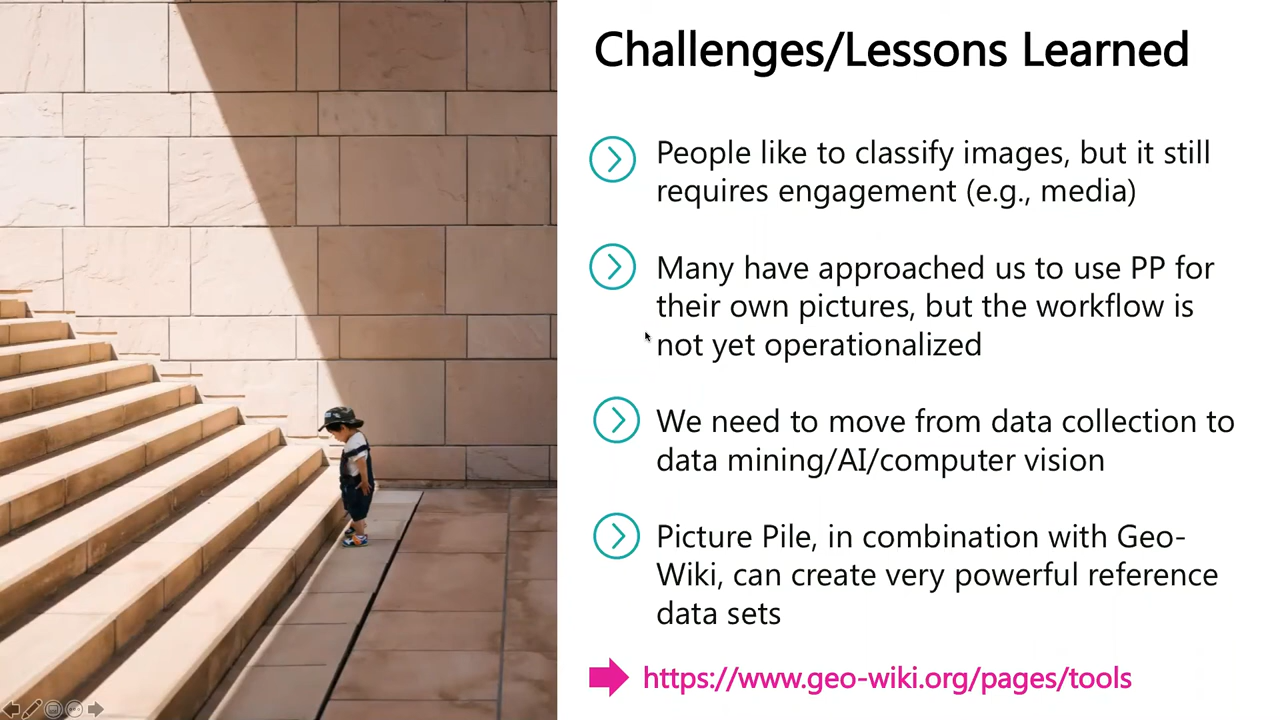 Challenges/Lessons Learned
People like to classify images, but it still
requires engagement (e.g., media)
Many have approached us to use PP for
their own pictures, but the workflow is
not yet operationalized
We need to move from data collection to
data mining/AI/computer vision
Picture Pile, in combination with Geo-
Wiki, can create very powerful reference
data sets
https://www.geo-wiki.org/pages/tools